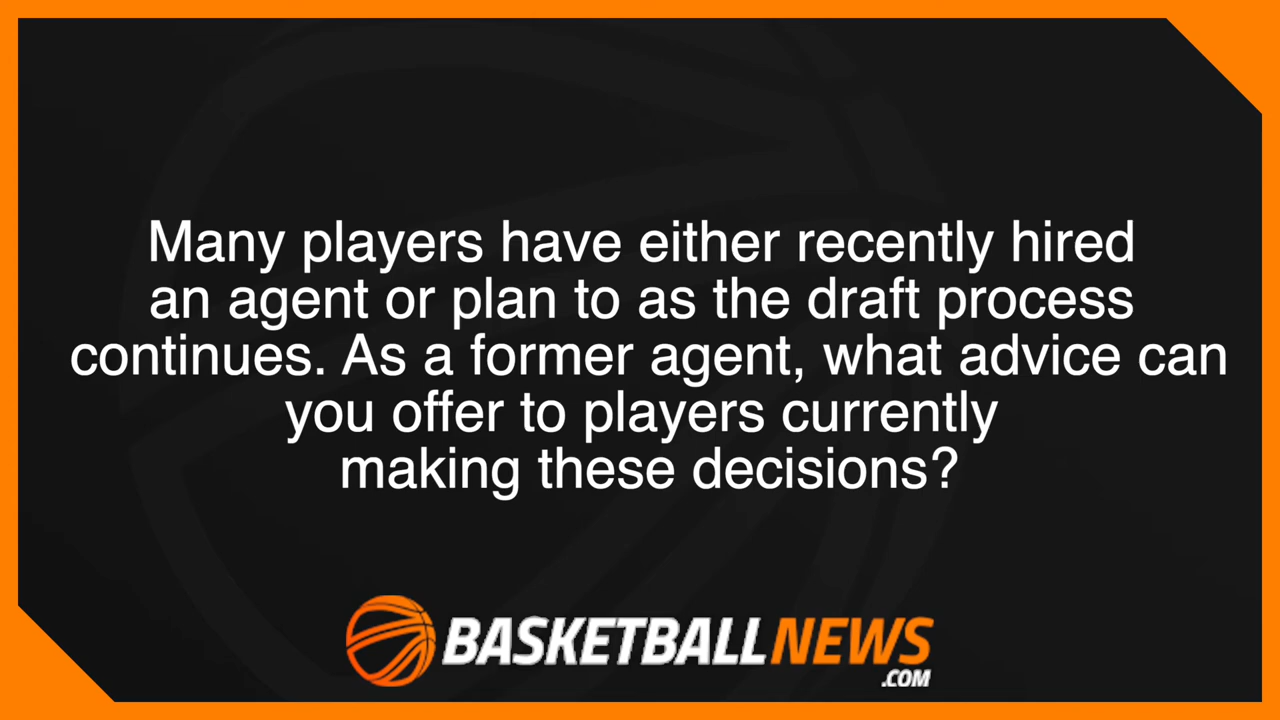 Many players have either recently hired
an agent or plan to as the draft process
continues. As a former agent, what advice can
you offer to players currently
making these decisions?
BASKETBALLNEWS
.COM